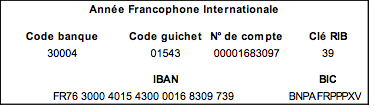 Année Francophone Internationale
Code banque Code guichet N° de compte Clé RIB
30004 01543 00001683097 39
IBAN BIC
FR76 3000 4015 4300 0016 8309 739 BNPAFRPPPXV